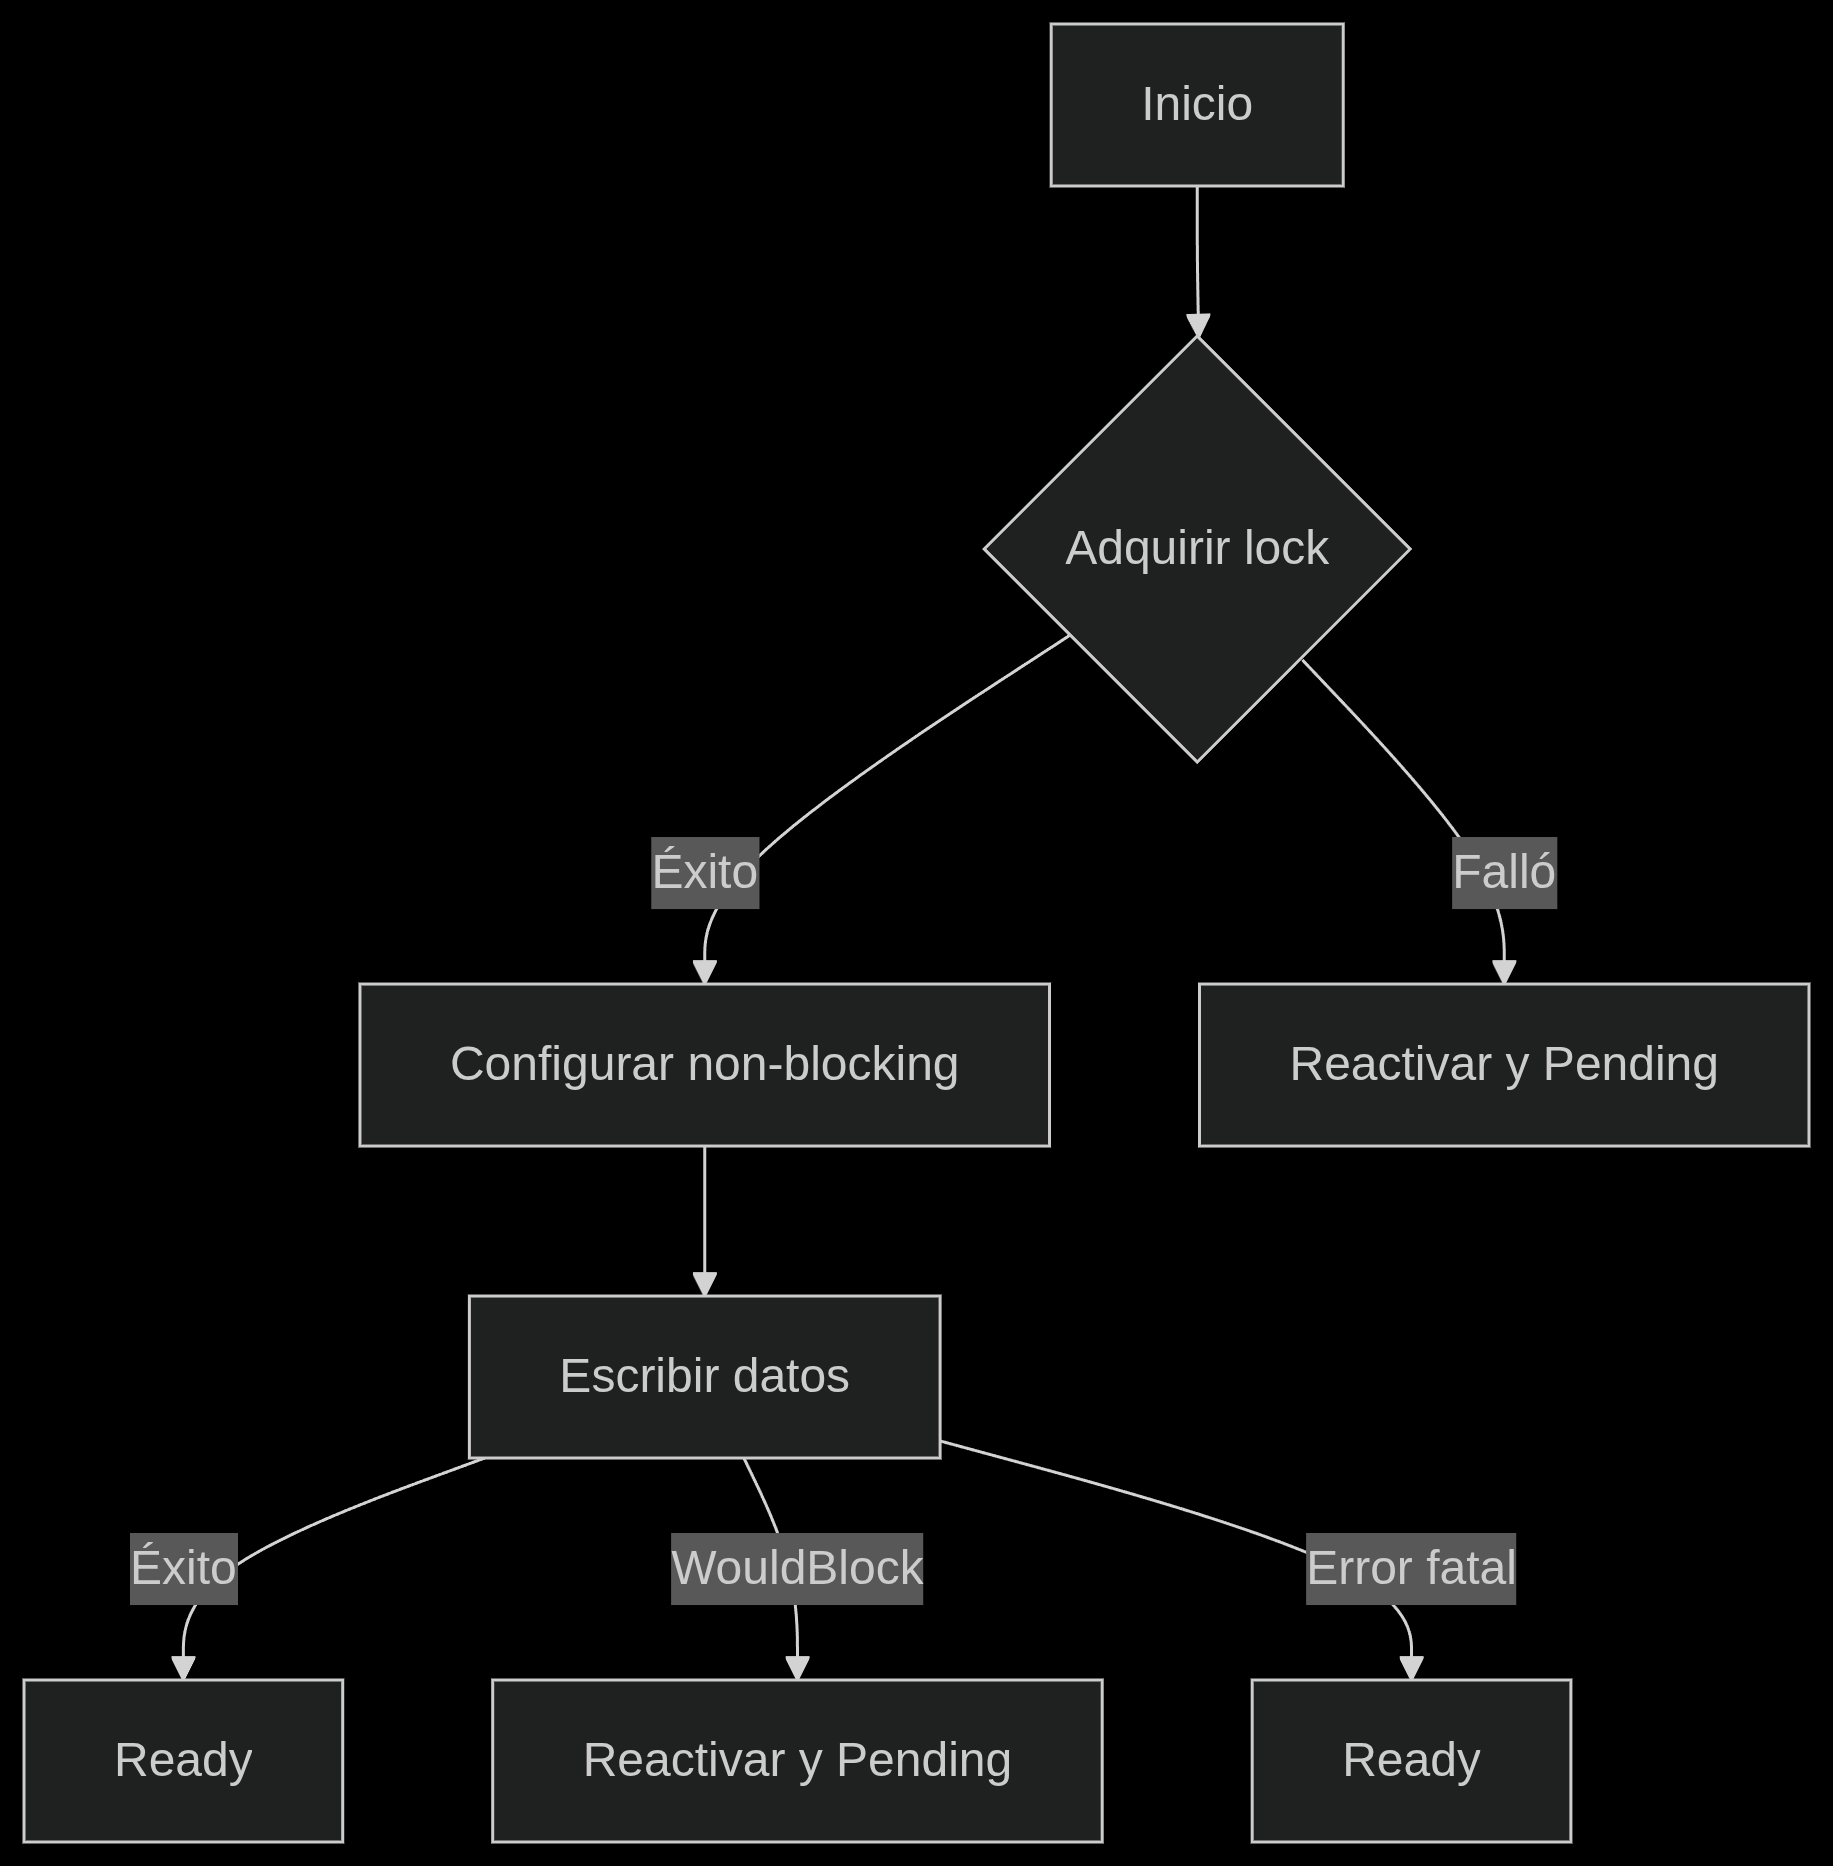 Inicio
Adquirir lock
Éxito
Falló
Configurar non-blocking
Reactivar y Pending
Escribir datos
Éxito
WouldBlock
Error fatal
Ready
Reactivar y Pending
Ready